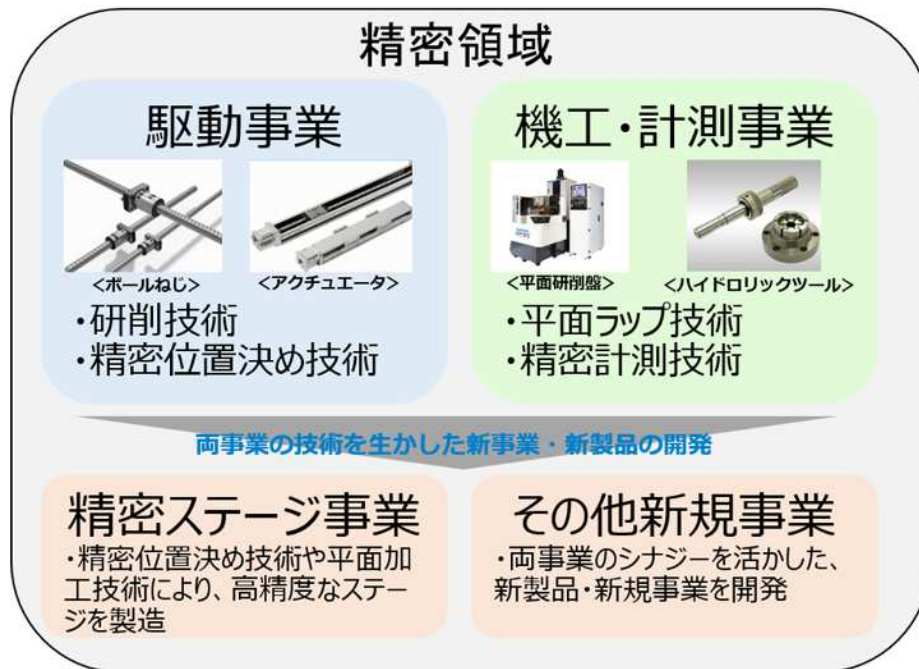 精密領域
駆動事業
<ボールねじ>
<アクチュエータ>
・研削技術
・精密位置決め技術
機工・計測事業
<平面研削盤>
<ハイドロリックツール>
・平面ラップ技術
・精密計測技術
両事業の技術を生かした新事業・新製品の開発
精密ステージ事業
・精密位置決め技術や平面加
工技術により、高精度なステー
ジを製造
その他新規事業
・両事業のシナジーを活かした、
新製品・新規事業を開発